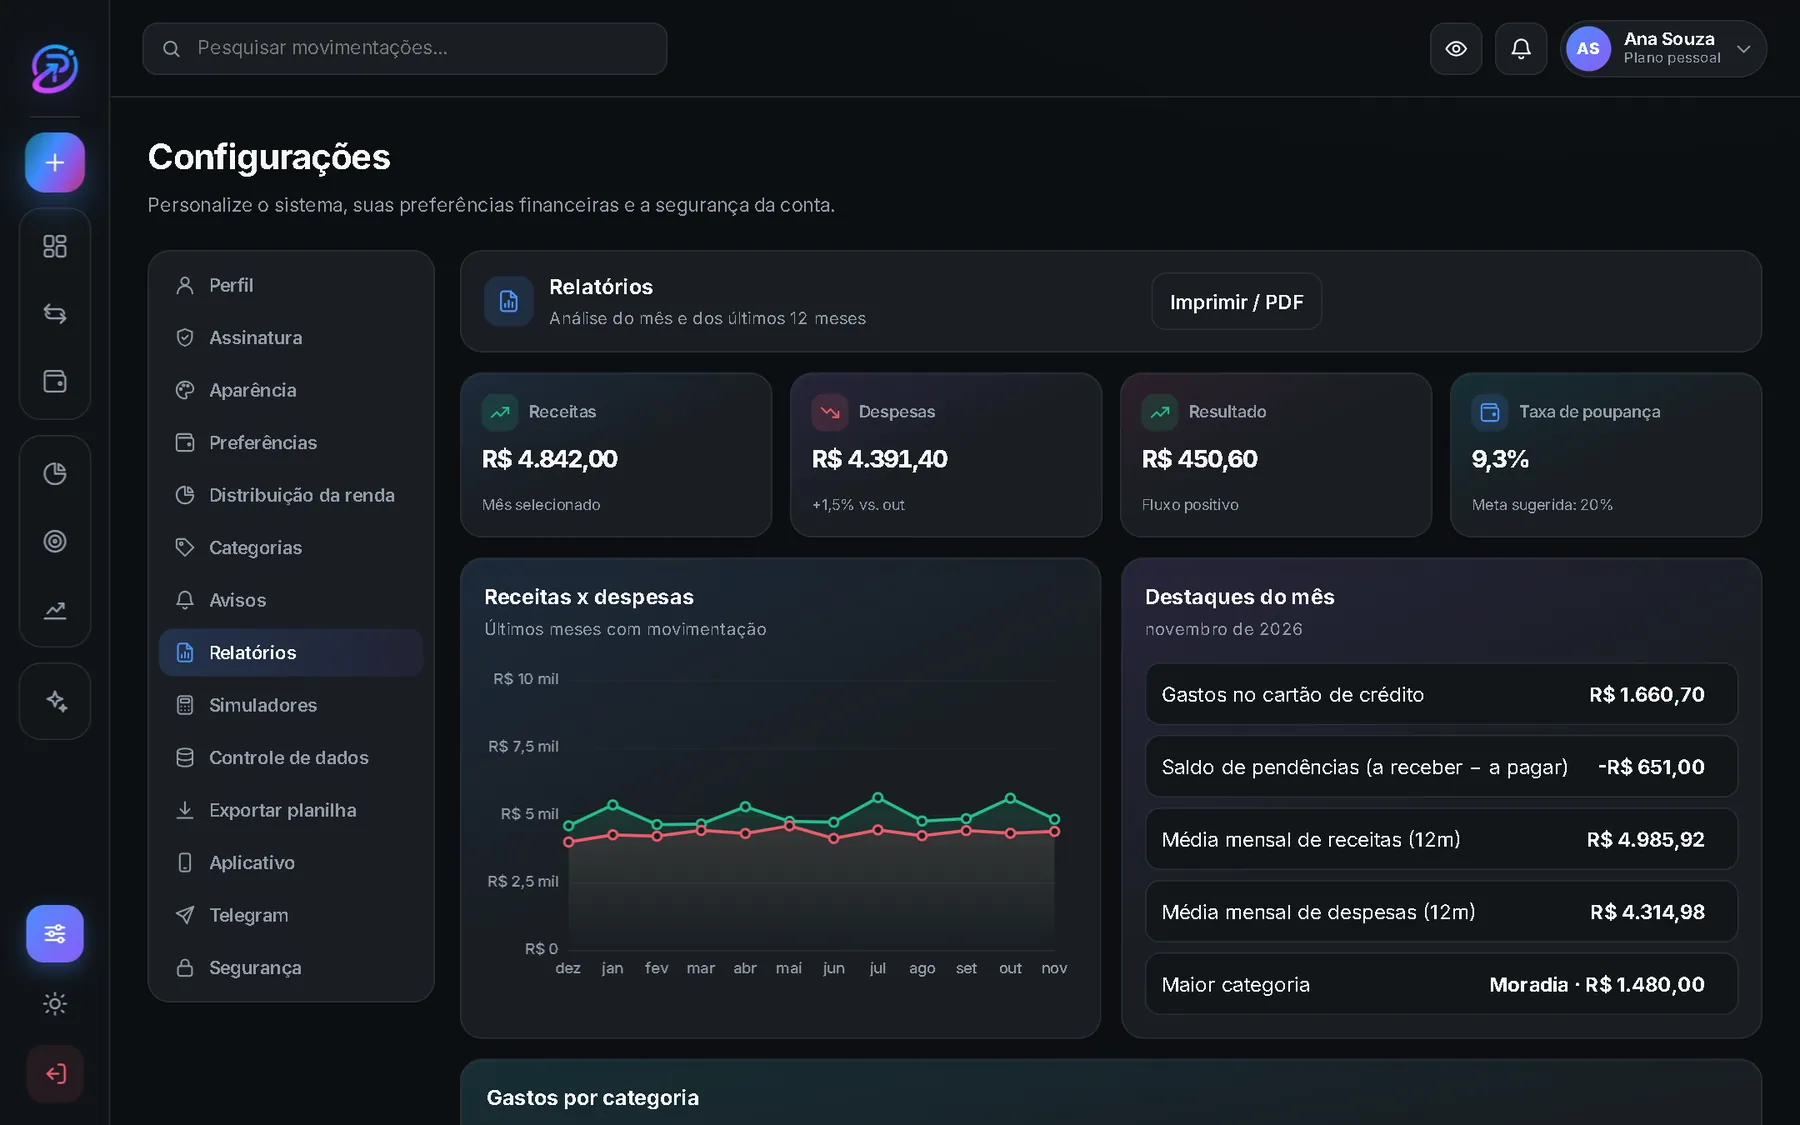 Pesquisar movimentações...
AS
Ana Souza
Plano pessoal
Configurações
Personalize o sistema, suas preferências financeiras e a segurança da conta.
Perfil
Assinatura
Aparência
Preferências
Distribuição da renda
Categorias
Avisos
Relatórios
Simuladores
Controle de dados
Exportar planilha
Aplicativo
Telegram
Segurança
Relatórios
Análise do mês e dos últimos 12 meses
Imprimir / PDF
Receitas
R$ 4.842,00
Mês selecionado
Despesas
R$ 4.391,40
+1,5% vs. out
Resultado
R$ 450,60
Fluxo positivo
Taxa de poupança
9,3%
Meta sugerida: 20%
Receitas x despesas
Últimos meses com movimentação
R$ 10 mil
R$ 7,5 mil
R$ 5 mil
R$ 2,5 mil
R$ 0
dez jan fev mar abr mai jun jul ago set out nov
Destaques do mês
novembro de 2026
Gastos no cartão de crédito R$ 1.660,70
Saldo de pendências (a receber − a pagar) -R$ 651,00
Média mensal de receitas (12m) R$ 4.985,92
Média mensal de despesas (12m) R$ 4.314,98
Maior categoria Moradia · R$ 1.480,00
Gastos por categoria